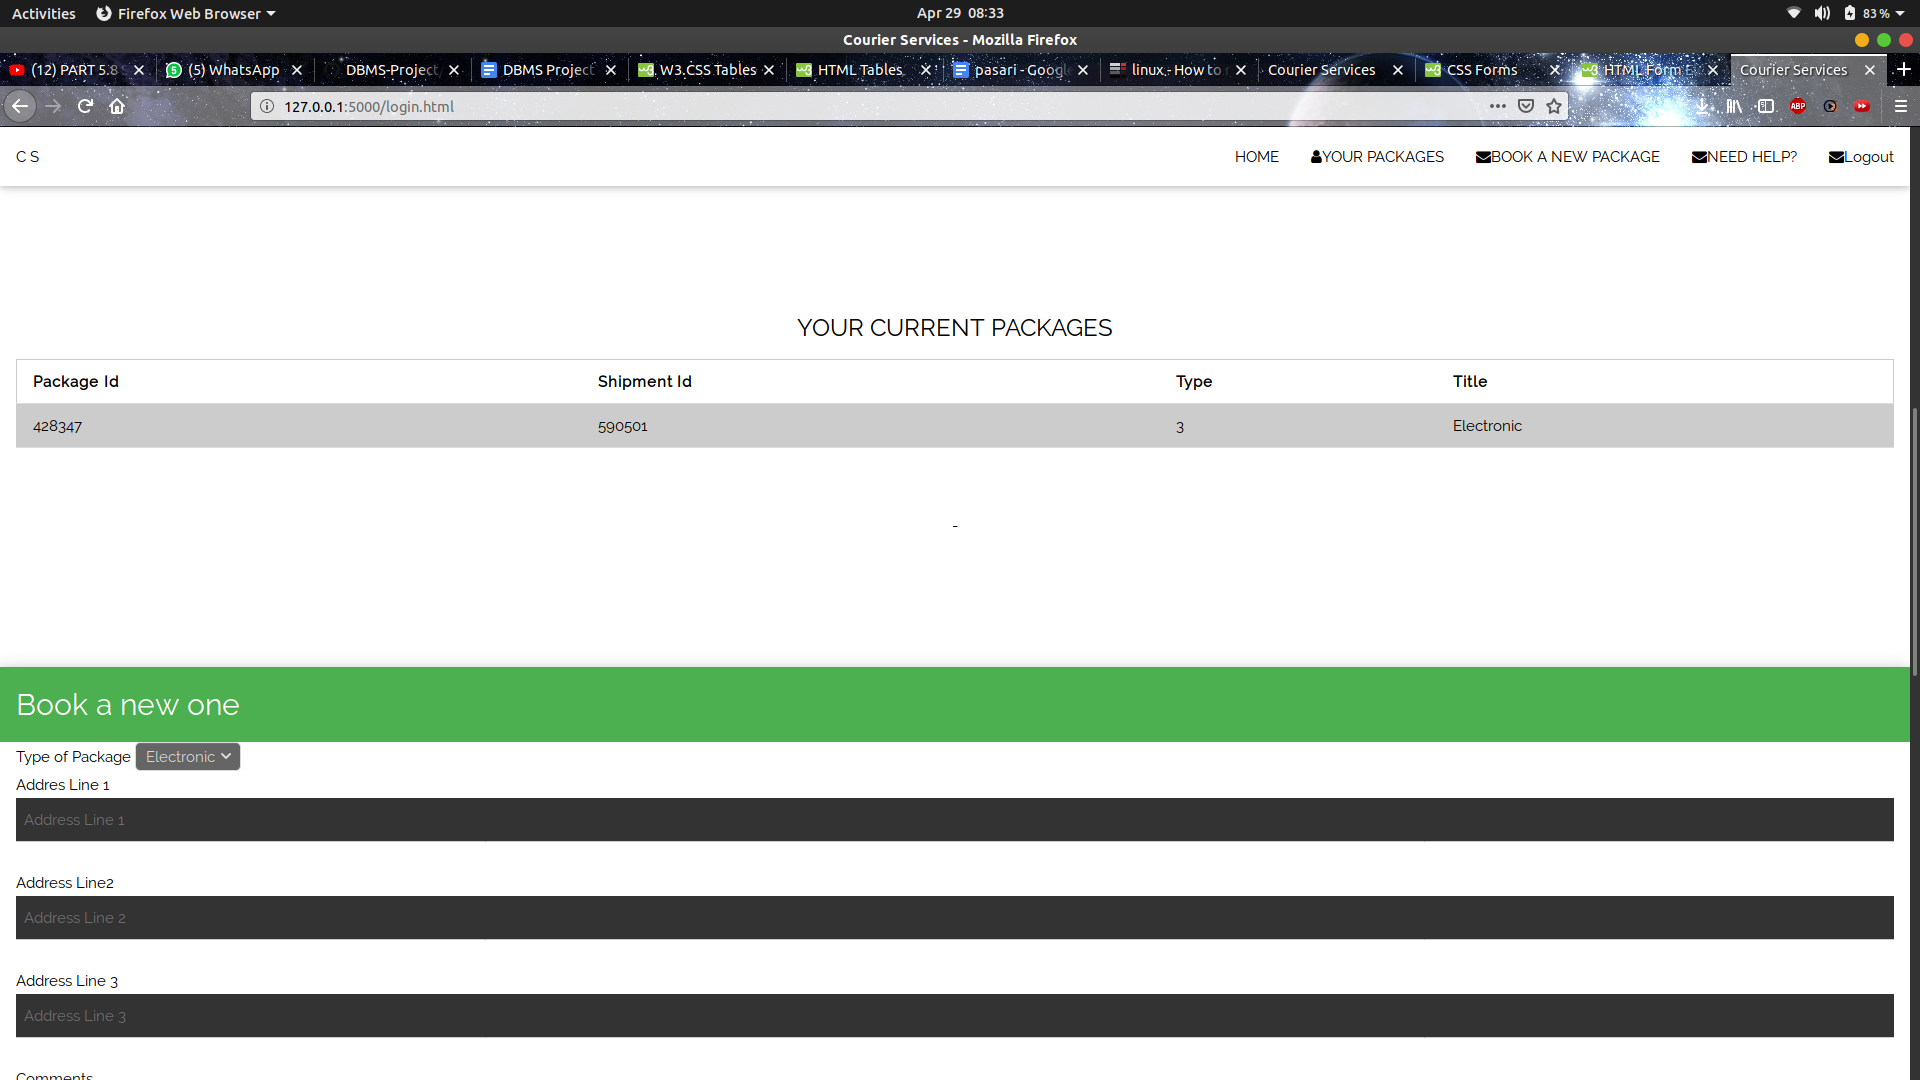 Activities Firefox Web Browser Apr 29 08:33 83 %
Courier Services - Mozilla Firefox
(12) PART 5.8 (5) WhatsApp DBMS-Project DBMS Project W3.CSS Tables HTML Tables pasari - Google linux - How to Courier Services CSS Forms HTML Form Courier Services
127.0.0.1:5000/login.html ABP
C S HOME YOUR PACKAGES BOOK A NEW PACKAGE NEED HELP? Logout
YOUR CURRENT PACKAGES
Package Id Shipment Id Type Title
428347 590501 3 Electronic
-
Book a new one
Type of Package Electronic
Addres Line 1
Address Line 1
Address Line2
Address Line 2
Address Line 3
Address Line 3
Comments